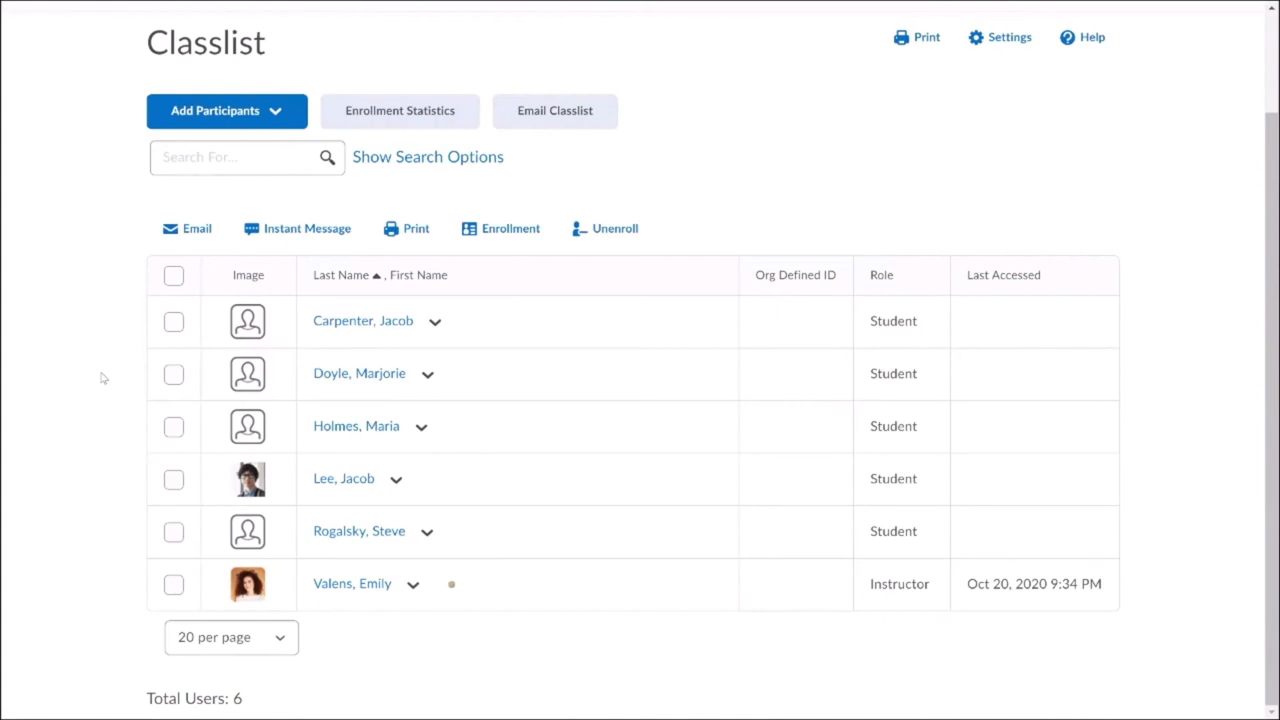 Classlist
Print Settings Help
Add Participants Enrollment Statistics Email Classlist
Search For... Show Search Options
Email Instant Message Print Enrollment Unenroll
Image Last Name , First Name Org Defined ID Role Last Accessed
Carpenter, Jacob Student
Doyle, Marjorie Student
Holmes, Maria Student
Lee, Jacob Student
Rogalsky, Steve Student
Valens, Emily Instructor Oct 20, 2020 9:34 PM
20 per page
Total Users: 6